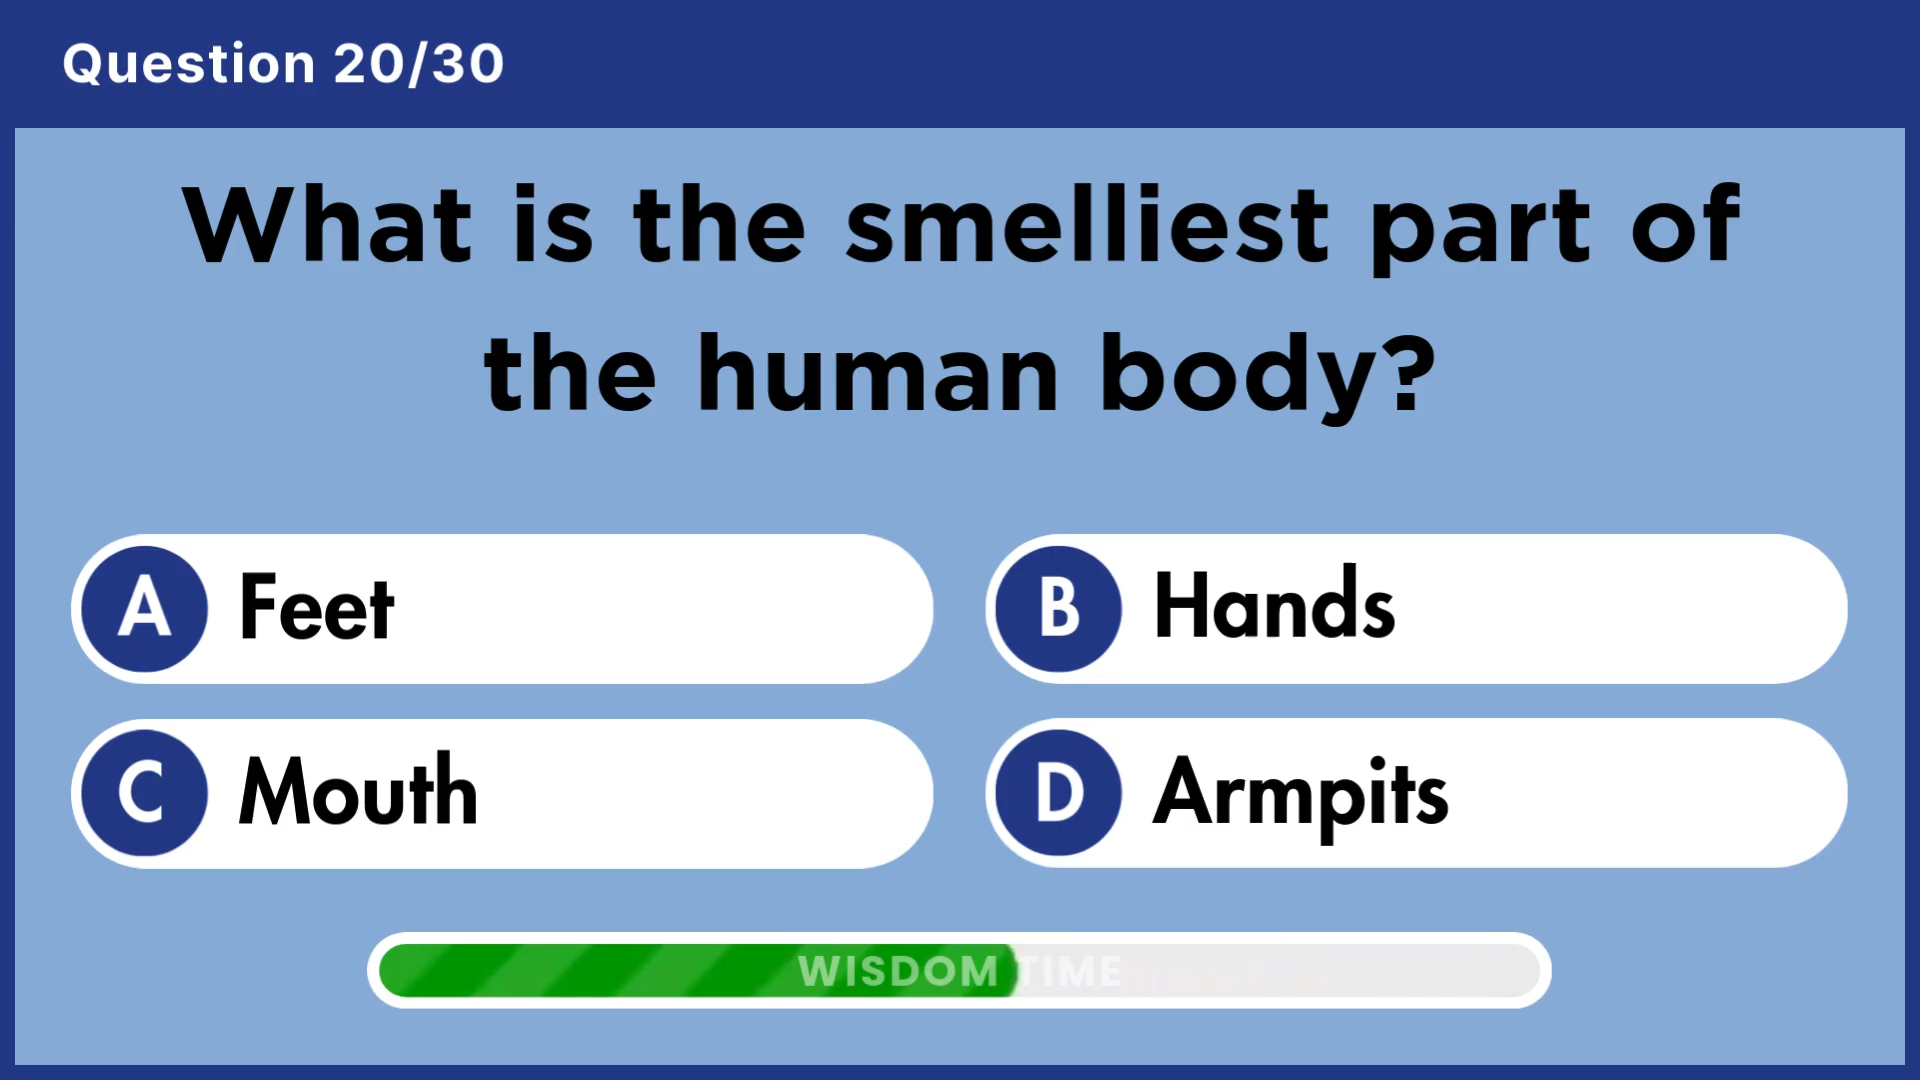 Question 20/30
What is the smelliest part of
the human body?
A Feet
B Hands
C Mouth
D Armpits
WISDOM TIME